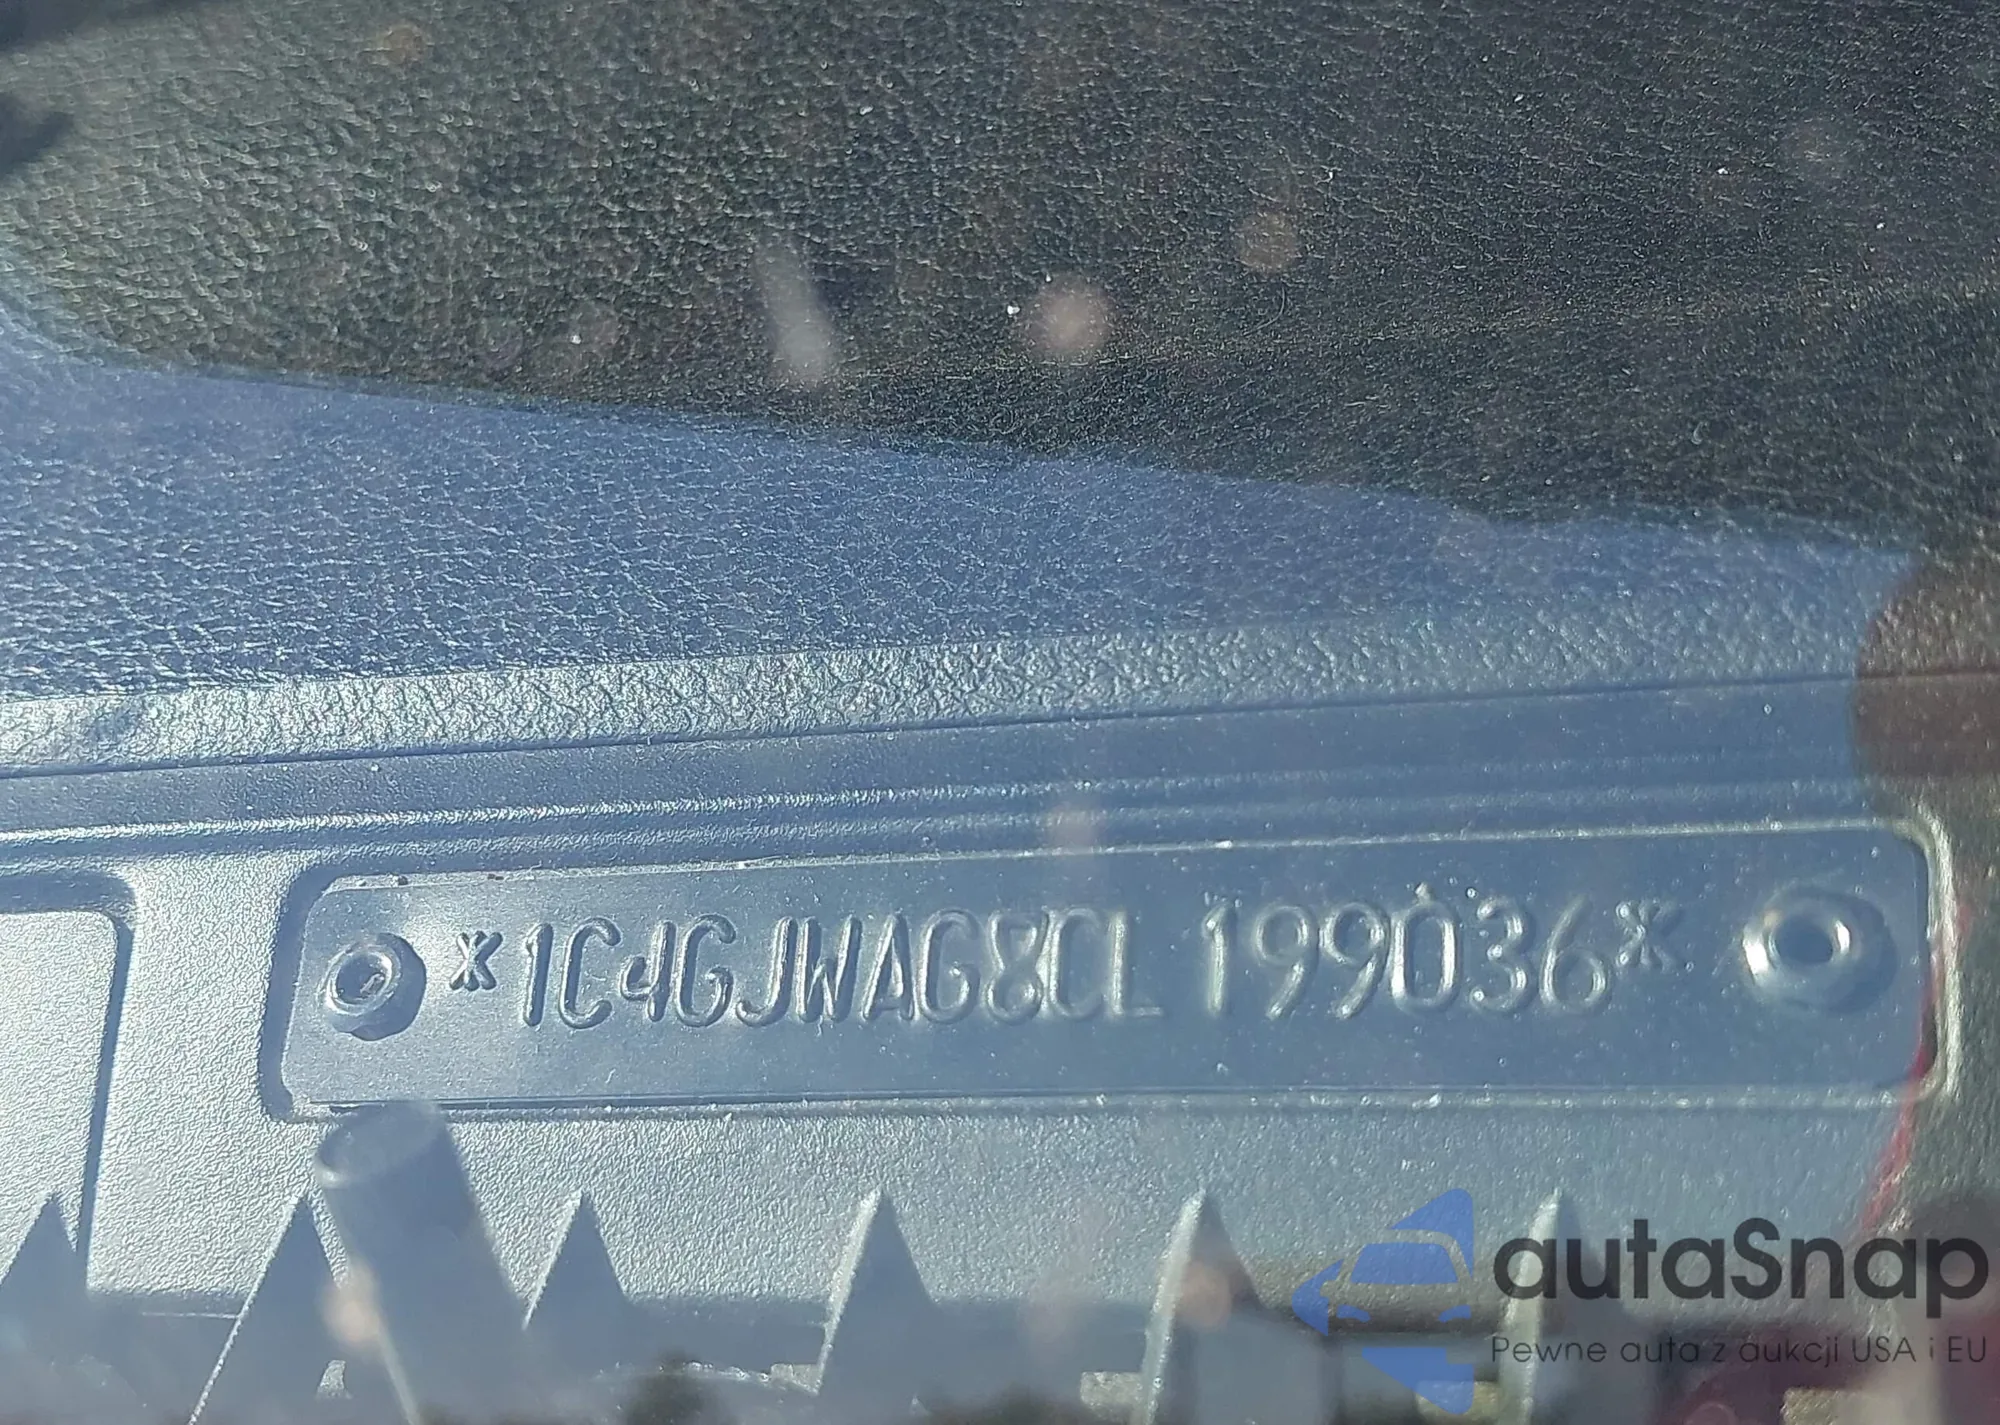 *1C4GJWAG8CL199036*
autaSnap
Pewne auta z aukcji USA i EU